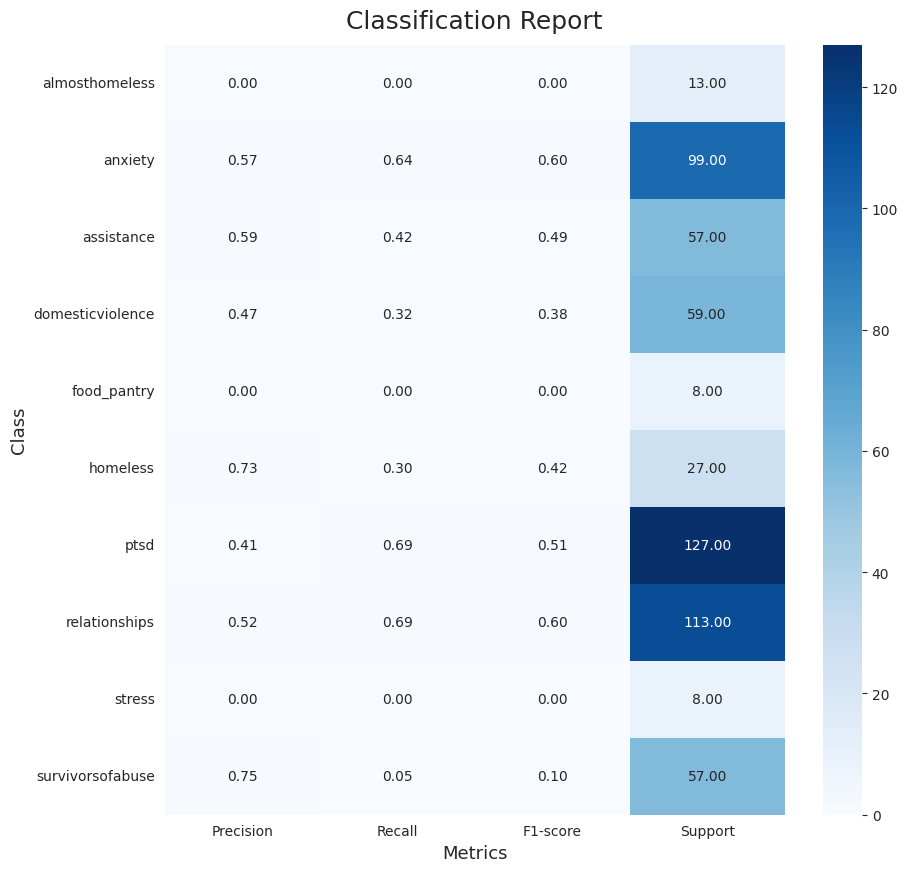 Classification Report
almosthomeless 0.00 0.00 0.00 13.00
anxiety 0.57 0.64 0.60 99.00
assistance 0.59 0.42 0.49 57.00
domesticviolence 0.47 0.32 0.38 59.00
food_pantry 0.00 0.00 0.00 8.00
homeless 0.73 0.30 0.42 27.00
ptsd 0.41 0.69 0.51 127.00
relationships 0.52 0.69 0.60 113.00
stress 0.00 0.00 0.00 8.00
survivorsofabuse 0.75 0.05 0.10 57.00
Precision Recall F1-score Support
Metrics
Class
120
100
80
60
40
20
0